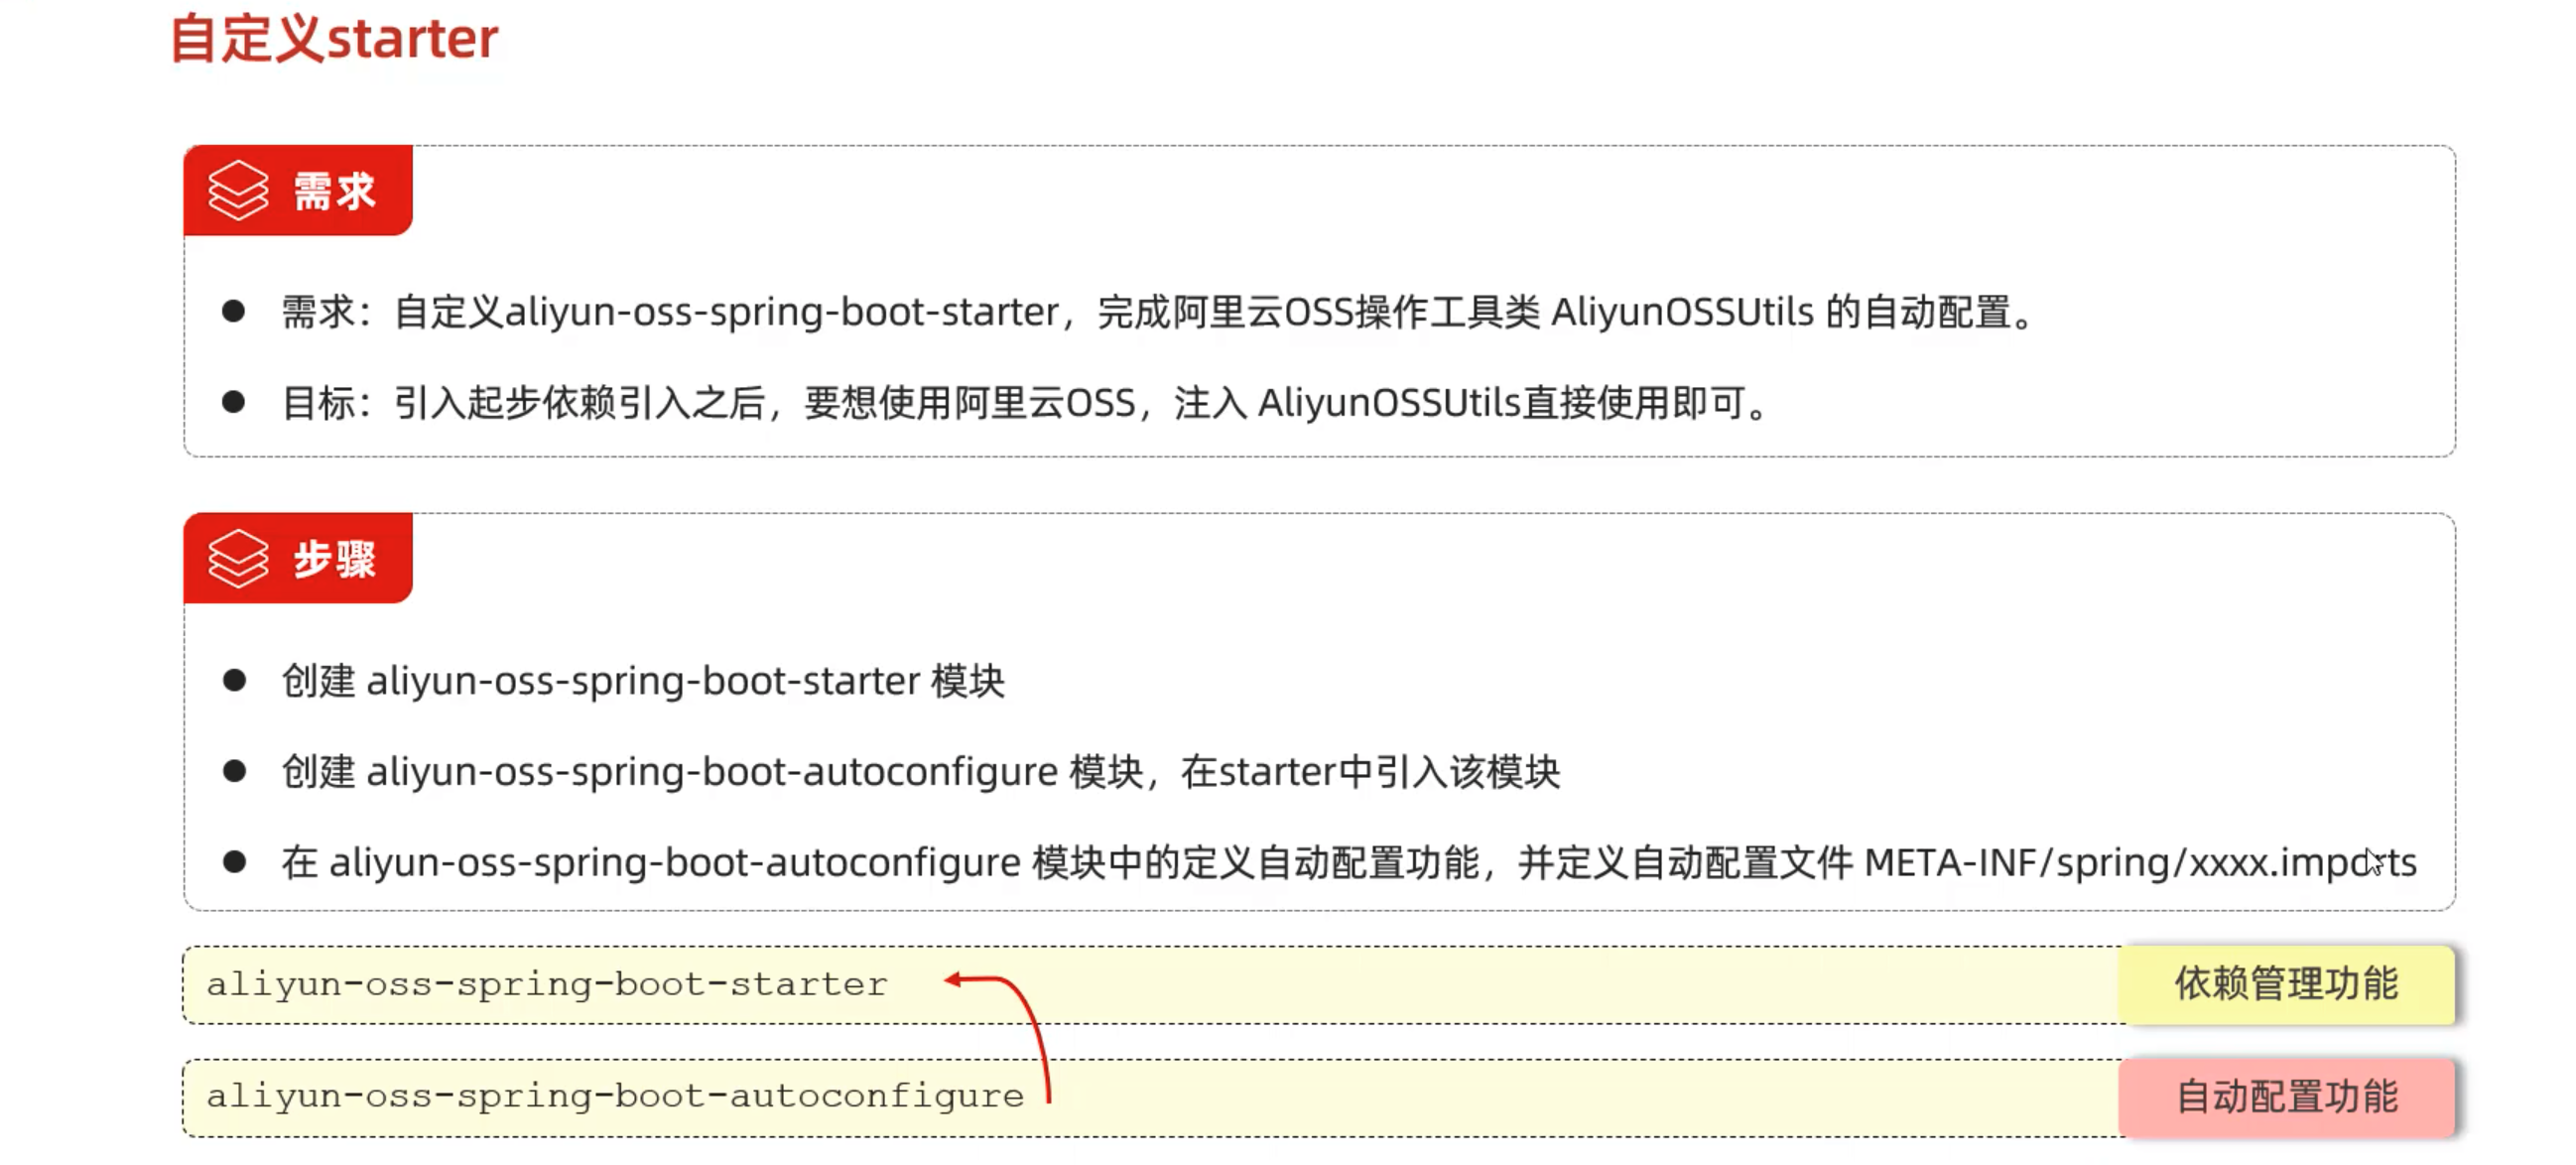 自定义starter
需求
需求：自定义aliyun-oss-spring-boot-starter，完成阿里云OSS操作工具类 AliyunOSSUtils 的自动配置。
目标：引入起步依赖引入之后，要想使用阿里云OSS，注入 AliyunOSSUtils直接使用即可。
步骤
创建 aliyun-oss-spring-boot-starter 模块
创建 aliyun-oss-spring-boot-autoconfigure 模块，在starter中引入该模块
在 aliyun-oss-spring-boot-autoconfigure 模块中的定义自动配置功能，并定义自动配置文件 META-INF/spring/xxxx.imports
aliyun-oss-spring-boot-starter
依赖管理功能
aliyun-oss-spring-boot-autoconfigure
自动配置功能